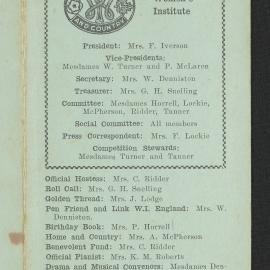 AND COUNTRY
Women's
Institute
President: Mrs. F. Iverson
Vice-Presidents:
Mesdames W. Turner and P. McLaren
Secretary: Mrs. W. Denniston
Treasurer: Mrs. G. H. Snelling
Committee: Mesdames Horrell, Lockie,
McPherson, Ridder, Tanner
Social Committee: All members
Press Correspondent: Mrs. F. Lockie
Competition Stewards:
Mesdames Turner and Tanner
Official Hostess: Mrs. C. Ridder
Roll Call: Mrs. G. H. Snelling
Golden Thread: Mrs. J. Lodge
Pen Friend and Link W.I. England: Mrs. W.
Denniston.
Birthday Book: Mrs. P. Horrell
Home and Country: Mrs. A. McPherson
Benevolent Fund: Mrs. C. Ridder
Official Pianist: Mrs. K. M. Roberts
Drama and Musical Convenors: Mesdames Den-